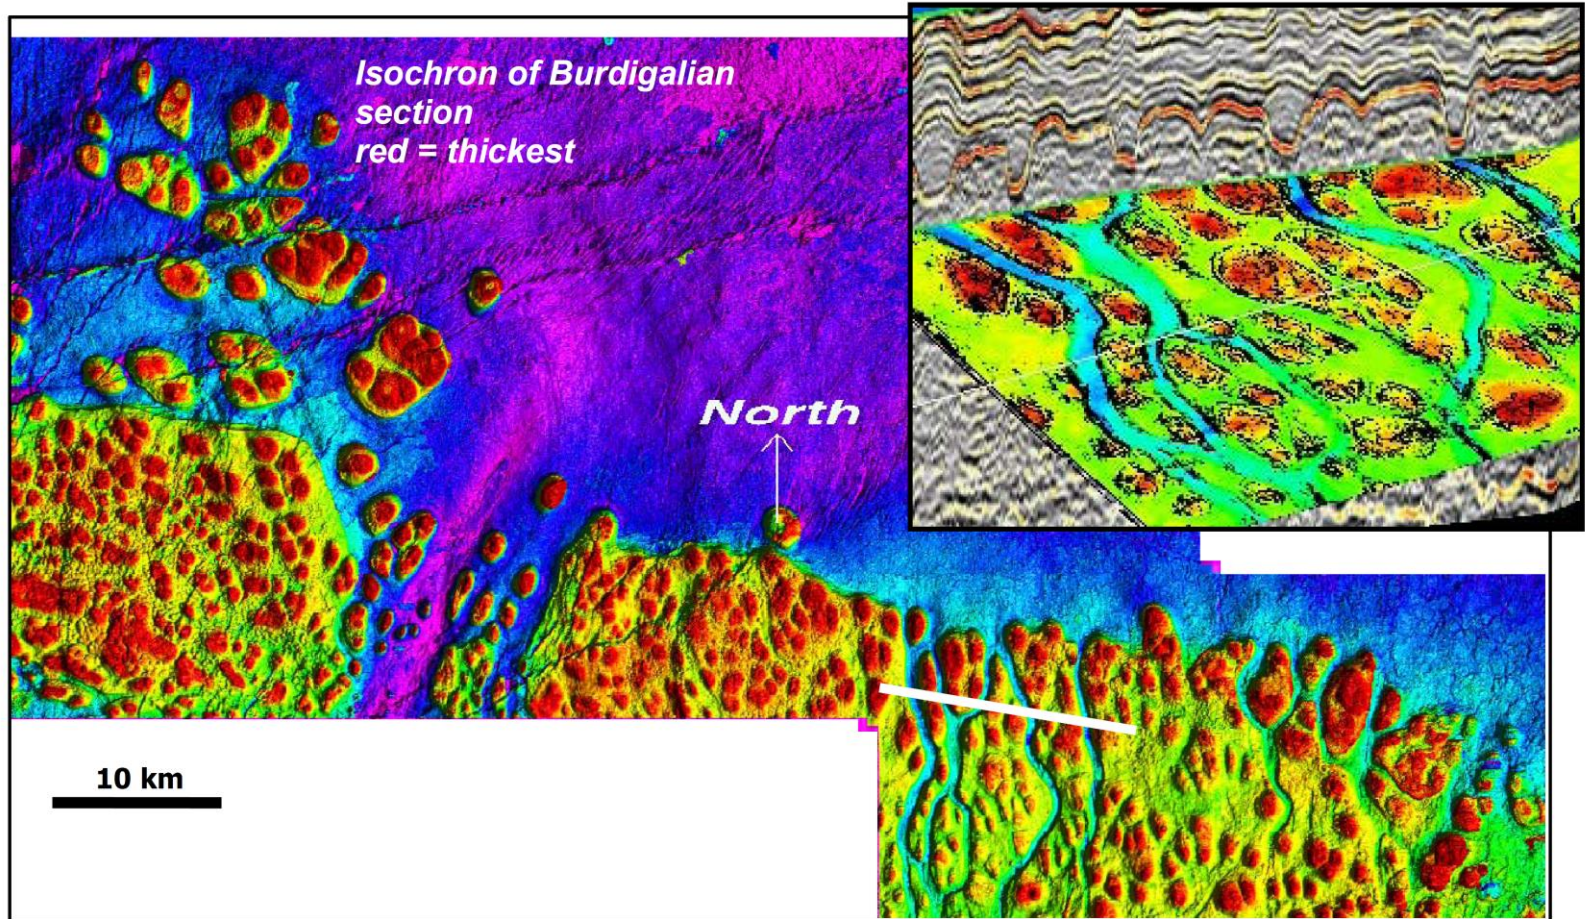 Isochron of Burdigalian
section
red = thickest
North
10 km